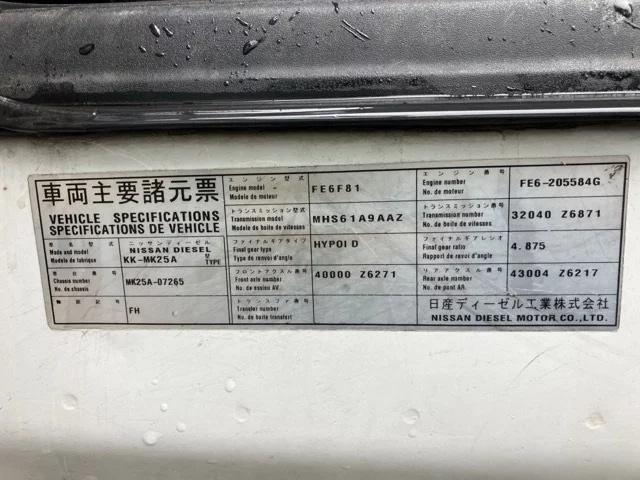 車両主要諸元票
VEHICLE SPECIFICATIONS
SPECIFICATIONS DE VEHICLE
車名型式
Made and model
Modele de fabrique
ニッサンディーゼル
NISSAN DIESEL
KK-MK25A 型 TYPE
車台番号
Chassis number
No. de chassis
MK25A-07265
FH
エンジン型式
Engine model
Modele de moteur
FE6F81
エンジン番号
Engine number
No. de moteur
FE6-205584G
トランスミッション型式
Transmission model
Modele de boite de vitesses
MHS61A9AAZ
トランスミッション番号
Transmission number
No. de boite de vitesses
32040 Z6871
ファイナルギアタイプ
Final gear type
Type de renvoi d'angle
HYPOID
ファイナルギアレシオ
Final gear ratio
Rapport de renvoi d'angle
4.875
フロントアクスル番号
Front axle number
No. de essieu AV.
40000 Z6271
リアアクスル番号
Rear axle number
No. de pont AR.
43004 Z6217
トランスファ番号
Transfer number
No. de boite transfert
日産ディーゼル工業株式会社
NISSAN DIESEL MOTOR CO., LTD.